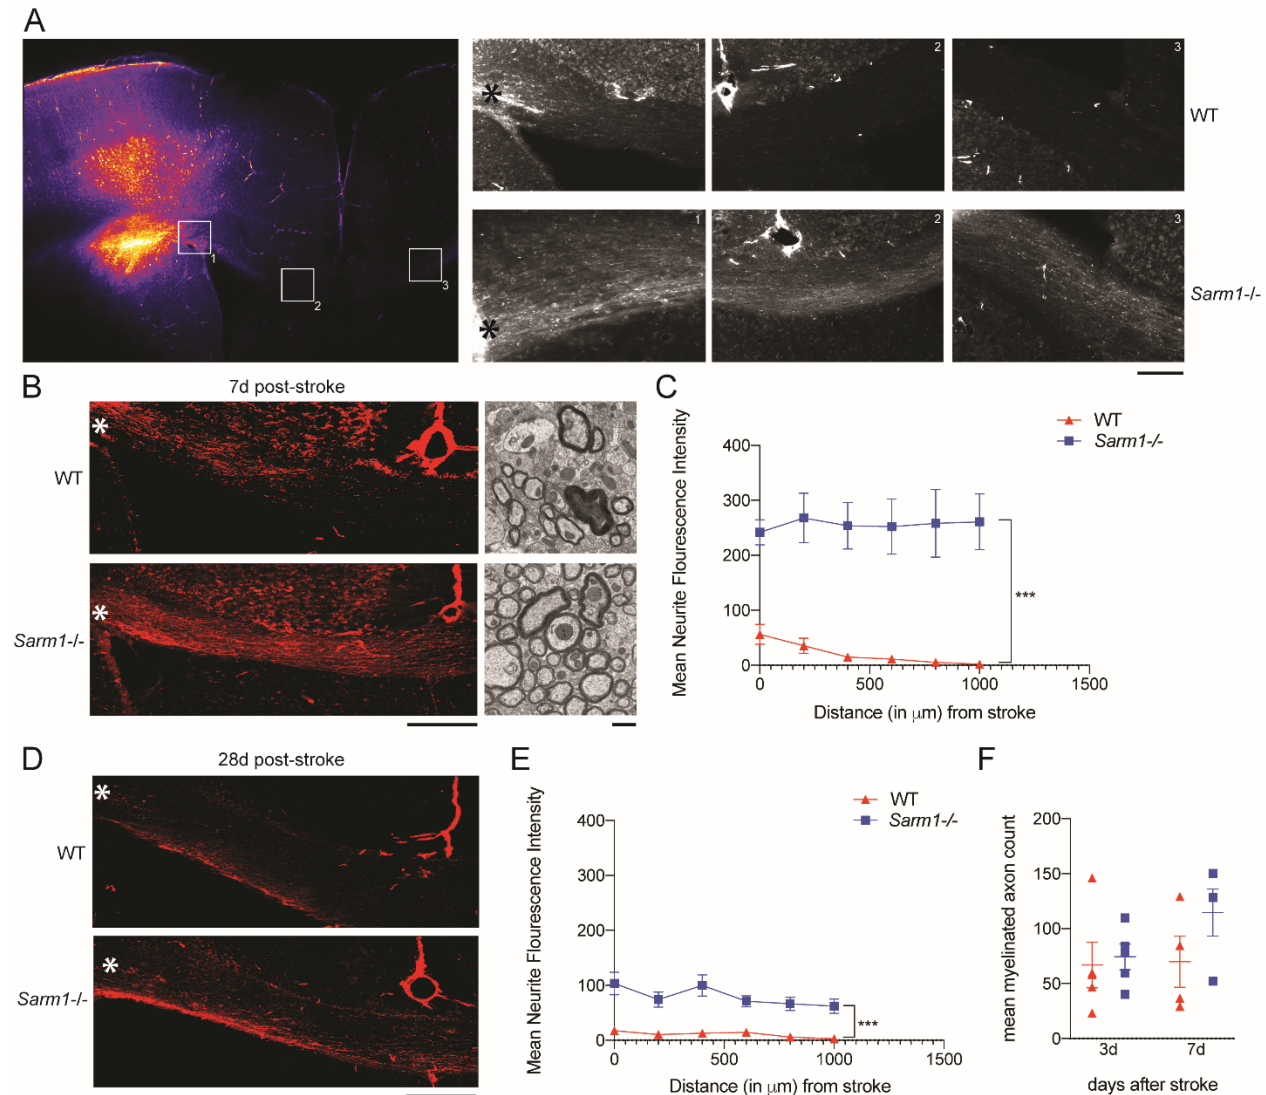 A
1
2
3
1
2
3
WT
1
2
3
Sarm1-/-
B
7d post-stroke
WT
Sarm1-/-
C
WT
Sarm1-/-
Mean Neurite Flourescence Intensity
400
300
200
100
0
***
0
500
1000
1500
Distance (in μm) from stroke
D
28d post-stroke
WT
Sarm1-/-
E
WT
Sarm1-/-
Mean Neurite Flourescence Intensity
400
300
200
100
0
***
0
500
1000
1500
Distance (in μm) from stroke
F
mean myelinated axon count
200
150
100
50
0
3d
7d
days after stroke